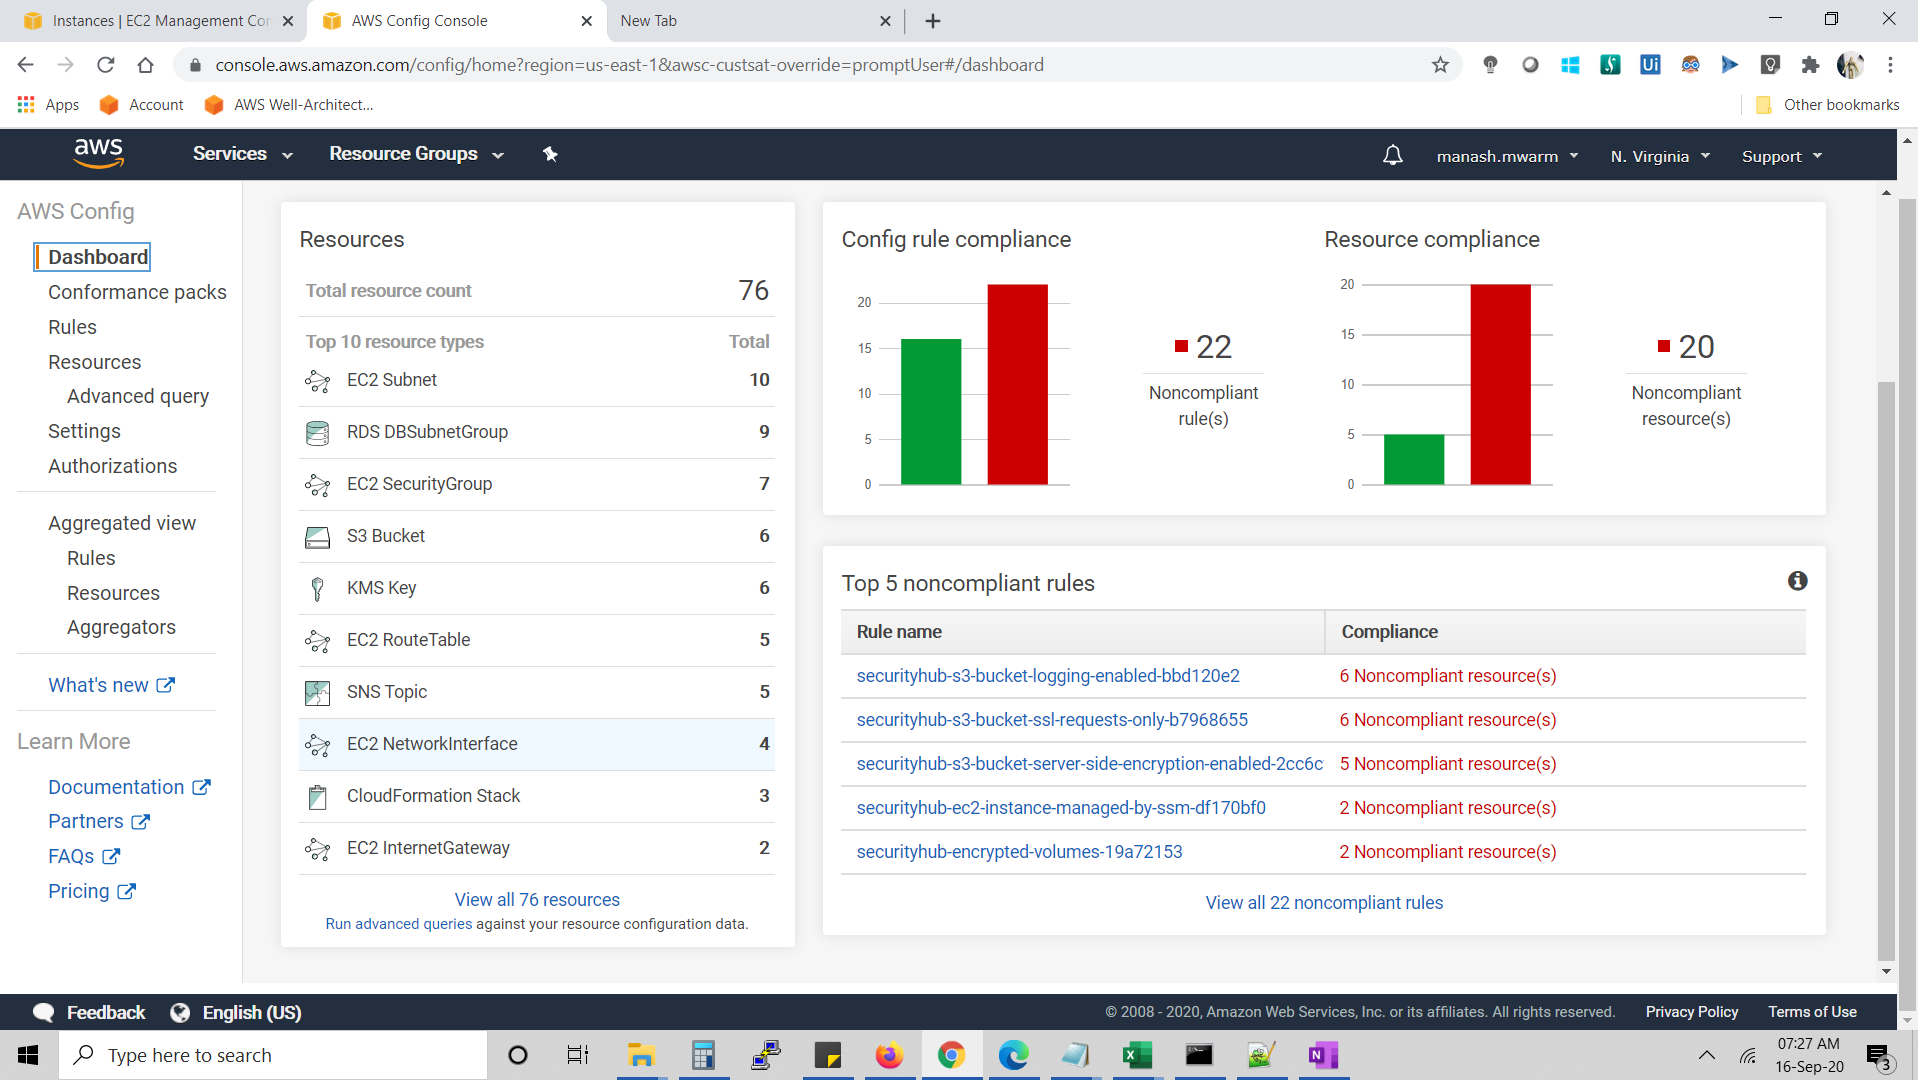 Instances | EC2 Management Con
AWS Config Console
New Tab
console.aws.amazon.com/config/home?region=us-east-1&awsc-custsat-override=promptUser#/dashboard
Ui
Apps
Account
AWS Well-Architect...
Other bookmarks
aws
Services
Resource Groups
manash.mwarm
N. Virginia
Support
AWS Config
Dashboard
Conformance packs
Rules
Resources
Advanced query
Settings
Authorizations
Aggregated view
Rules
Resources
Aggregators
What's new
Learn More
Documentation
Partners
FAQs
Pricing
Resources
Total resource count 76
Top 10 resource types Total
EC2 Subnet 10
RDS DBSubnetGroup 9
EC2 SecurityGroup 7
S3 Bucket 6
KMS Key 6
EC2 RouteTable 5
SNS Topic 5
EC2 NetworkInterface 4
CloudFormation Stack 3
EC2 InternetGateway 2
View all 76 resources
Run advanced queries against your resource configuration data.
Config rule compliance
20
15
10
5
0
22
Noncompliant
rule(s)
Resource compliance
20
15
10
5
0
20
Noncompliant
resource(s)
Top 5 noncompliant rules
Rule name Compliance
securityhub-s3-bucket-logging-enabled-bbd120e2 6 Noncompliant resource(s)
securityhub-s3-bucket-ssl-requests-only-b7968655 6 Noncompliant resource(s)
securityhub-s3-bucket-server-side-encryption-enabled-2cc6c 5 Noncompliant resource(s)
securityhub-ec2-instance-managed-by-ssm-df170bf0 2 Noncompliant resource(s)
securityhub-encrypted-volumes-19a72153 2 Noncompliant resource(s)
View all 22 noncompliant rules
Feedback
English (US)
© 2008 - 2020, Amazon Web Services, Inc. or its affiliates. All rights reserved.
Privacy Policy
Terms of Use
Type here to search
07:27 AM
16-Sep-20
3